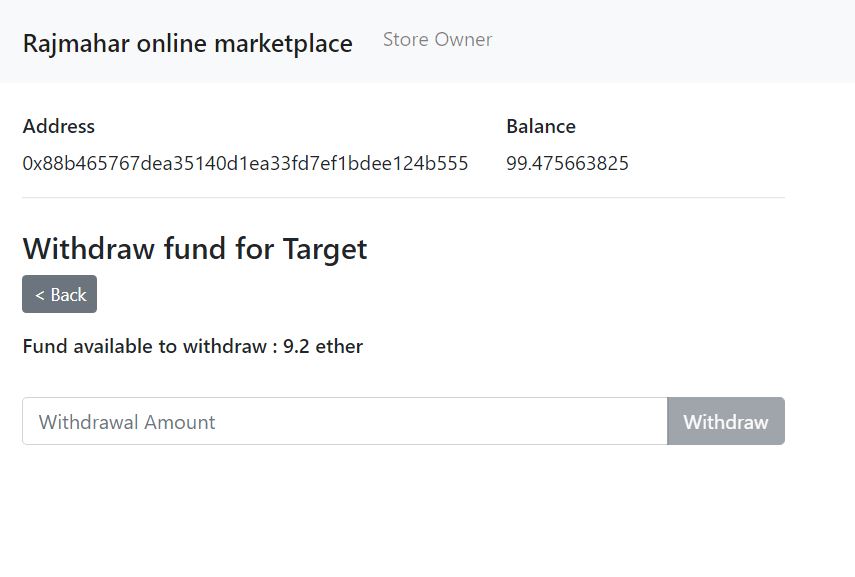 Rajmahar online marketplace Store Owner
Address Balance
0x88b465767dea35140d1ea33fd7ef1bdee124b555 99.475663825
Withdraw fund for Target
< Back
Fund available to withdraw : 9.2 ether
Withdrawal Amount Withdraw